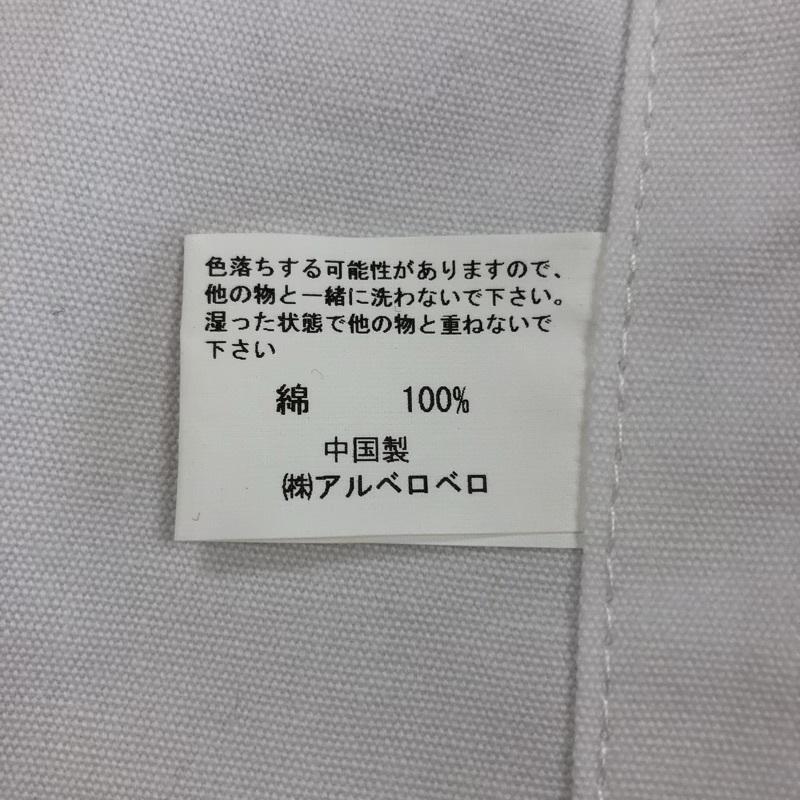 色落ちする可能性がありますので、
他の物と一緒に洗わないで下さい。
湿った状態で他の物と重ねないで
下さい
綿 100%
中国製
㈱アルベロベロ